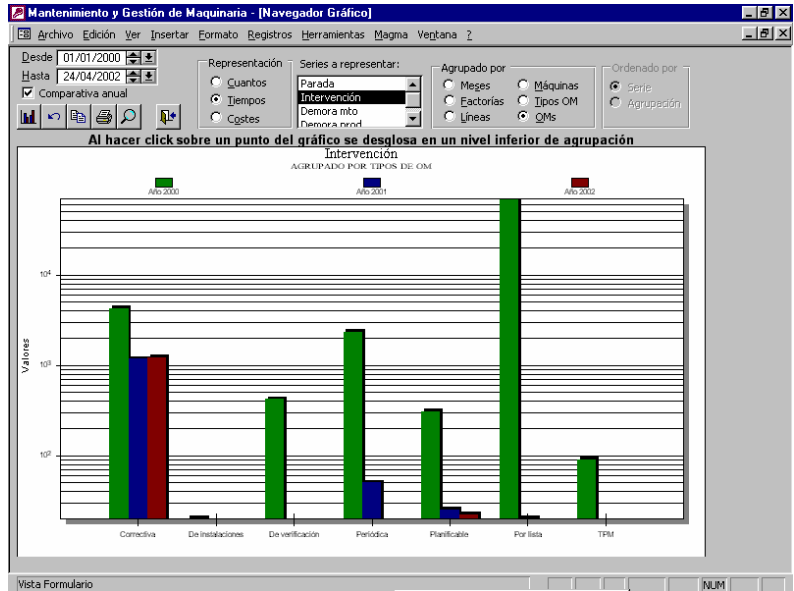 Mantenimiento y Gestión de Maquinaria - [Navegador Gráfico]
Archivo Edición Ver Insertar Formato Registros Herramientas Magma Ventana ?
Desde 01/01/2000
Hasta 24/04/2002
Comparativa anual
Representación
Cuantos
Tiempos
Costes
Series a representar:
Parada
Intervención
Demora mto
Demora prod
Agrupado por
Meses
Máquinas
Factorías
Tipos OM
Líneas
OMs
Ordenado por
Serie
Agrupación
Al hacer click sobre un punto del gráfico se desglosa en un nivel inferior de agrupación
Intervención
AGRUPADO POR TIPOS DE OM
Año 2000 Año 2001 Año 2002
Valores
10⁴
10³
10²
Correctiva De instalaciones De verificación Periódica Planificable Por lista TPM
Vista Formulario NUM